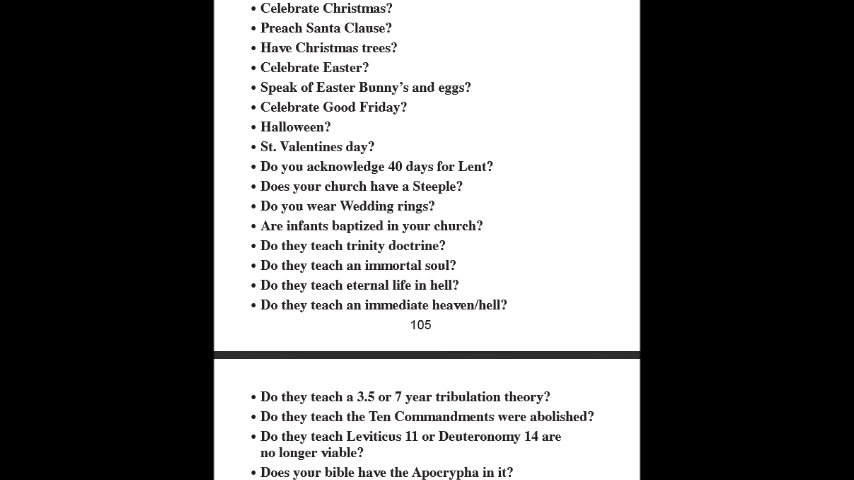 • Celebrate Christmas?
• Preach Santa Clause?
• Have Christmas trees?
• Celebrate Easter?
• Speak of Easter Bunny's and eggs?
• Celebrate Good Friday?
• Halloween?
• St. Valentines day?
• Do you acknowledge 40 days for Lent?
• Does your church have a Steeple?
• Do you wear Wedding rings?
• Are infants baptized in your church?
• Do they teach trinity doctrine?
• Do they teach an immortal soul?
• Do they teach eternal life in hell?
• Do they teach an immediate heaven/hell?
105
• Do they teach a 3.5 or 7 year tribulation theory?
• Do they teach the Ten Commandments were abolished?
• Do they teach Leviticus 11 or Deuteronomy 14 are
no longer viable?
• Does your bible have the Apocrypha in it?